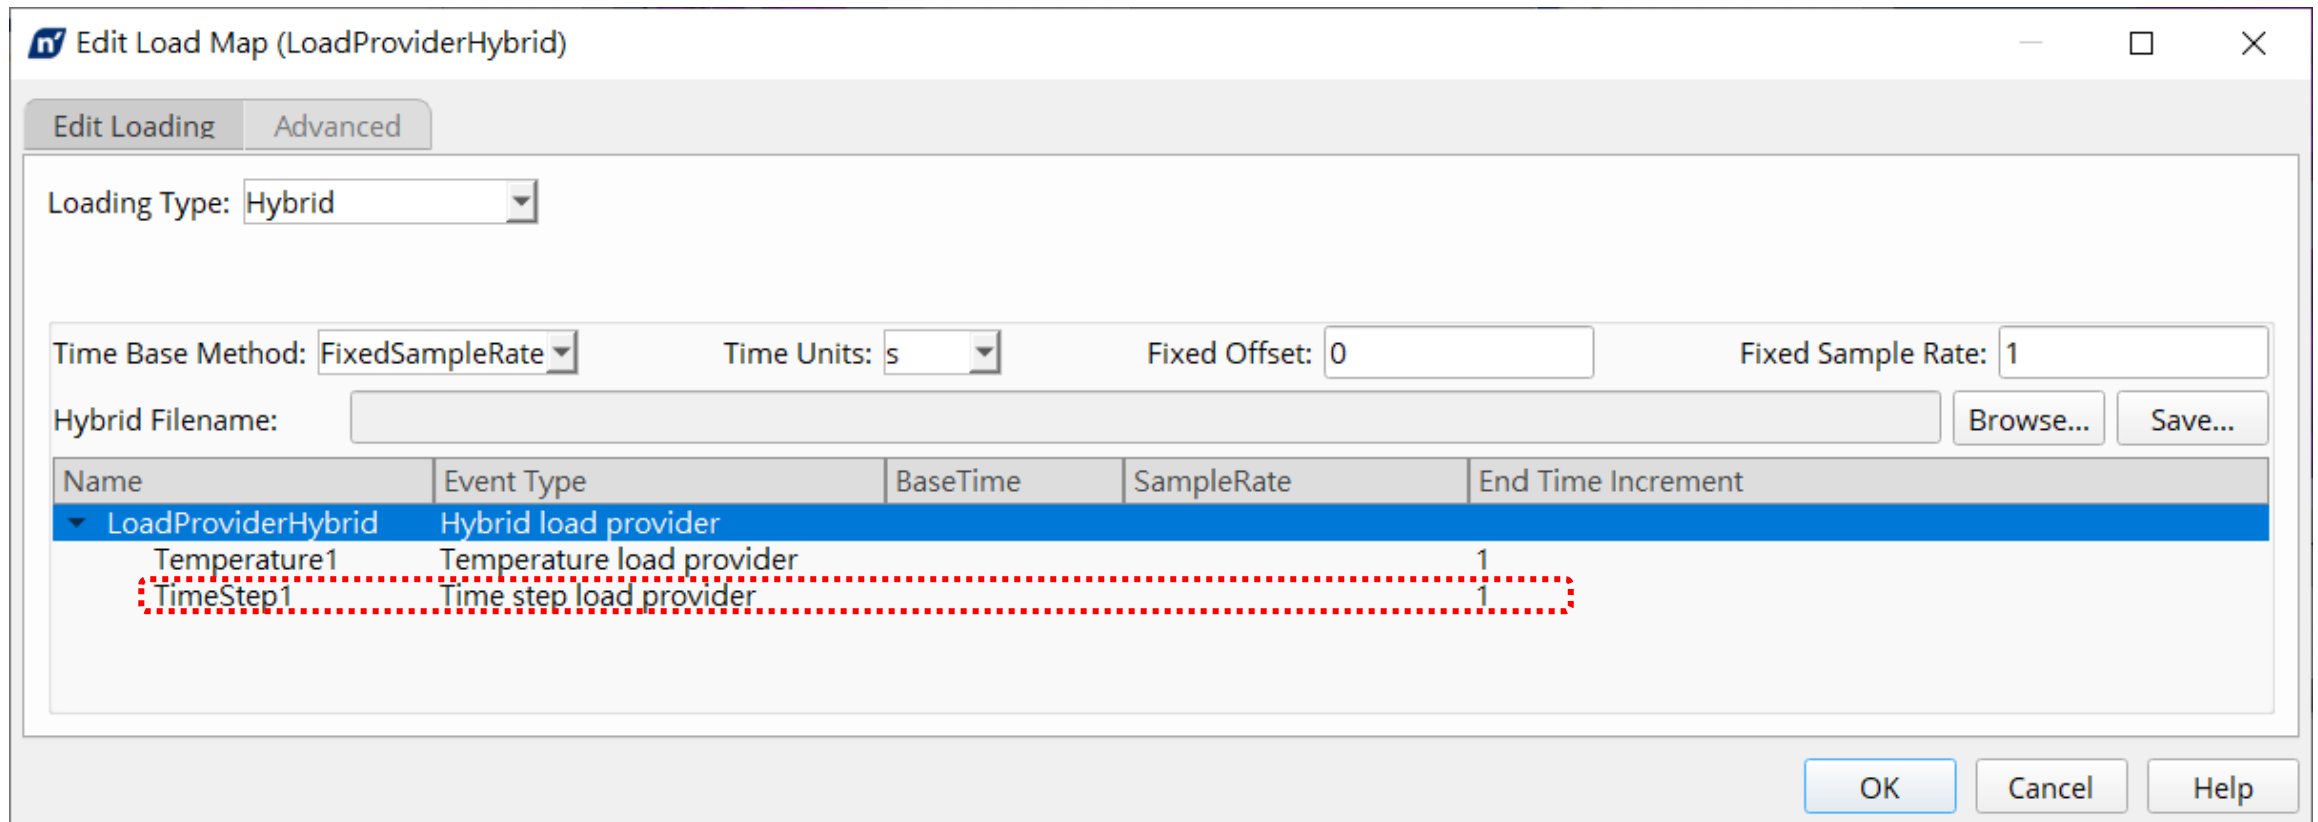 n Edit Load Map (LoadProviderHybrid)
Edit Loading Advanced
Loading Type: Hybrid
Time Base Method: FixedSampleRate Time Units: s Fixed Offset: 0 Fixed Sample Rate: 1
Hybrid Filename: Browse... Save...
Name Event Type BaseTime SampleRate End Time Increment
LoadProviderHybrid Hybrid load provider
Temperature1 Temperature load provider 1
TimeStep1 Time step load provider 1
OK Cancel Help